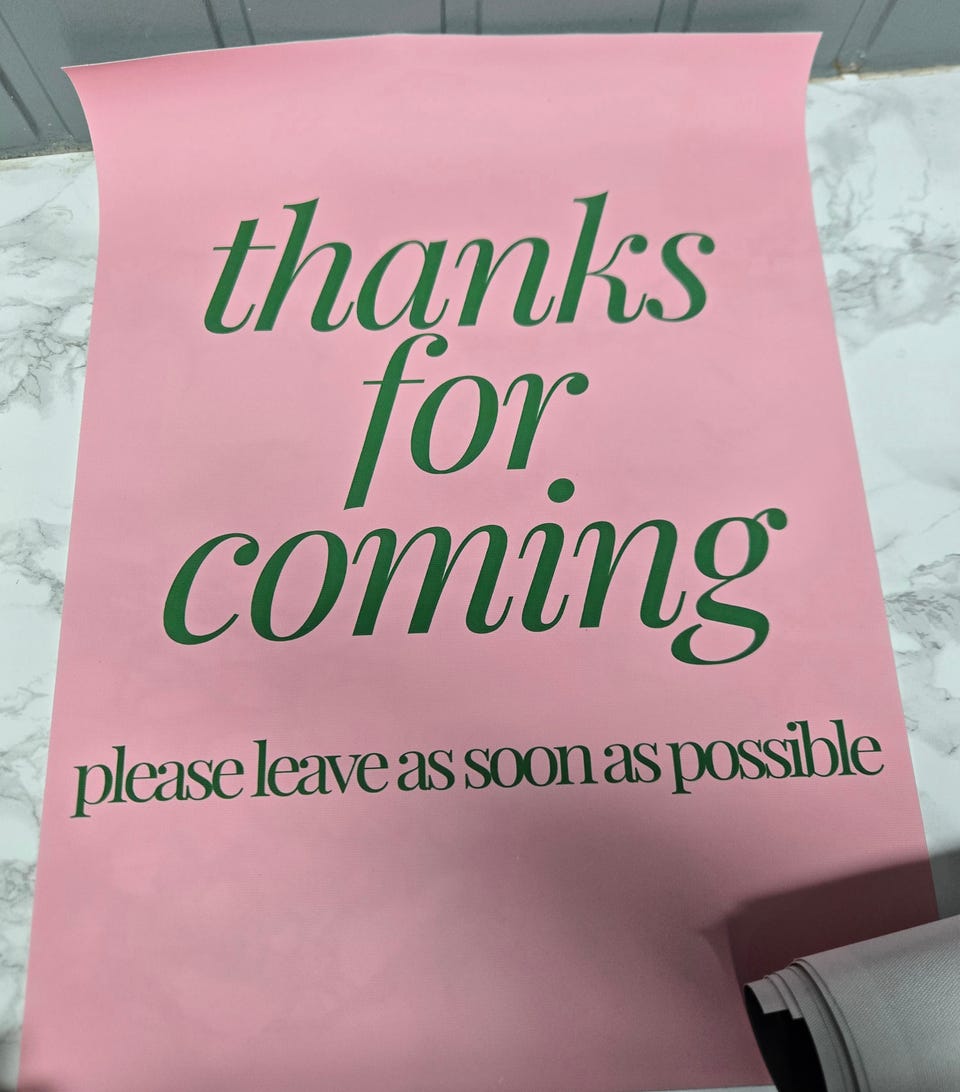 thanks
for
coming
please leave as soon as possible